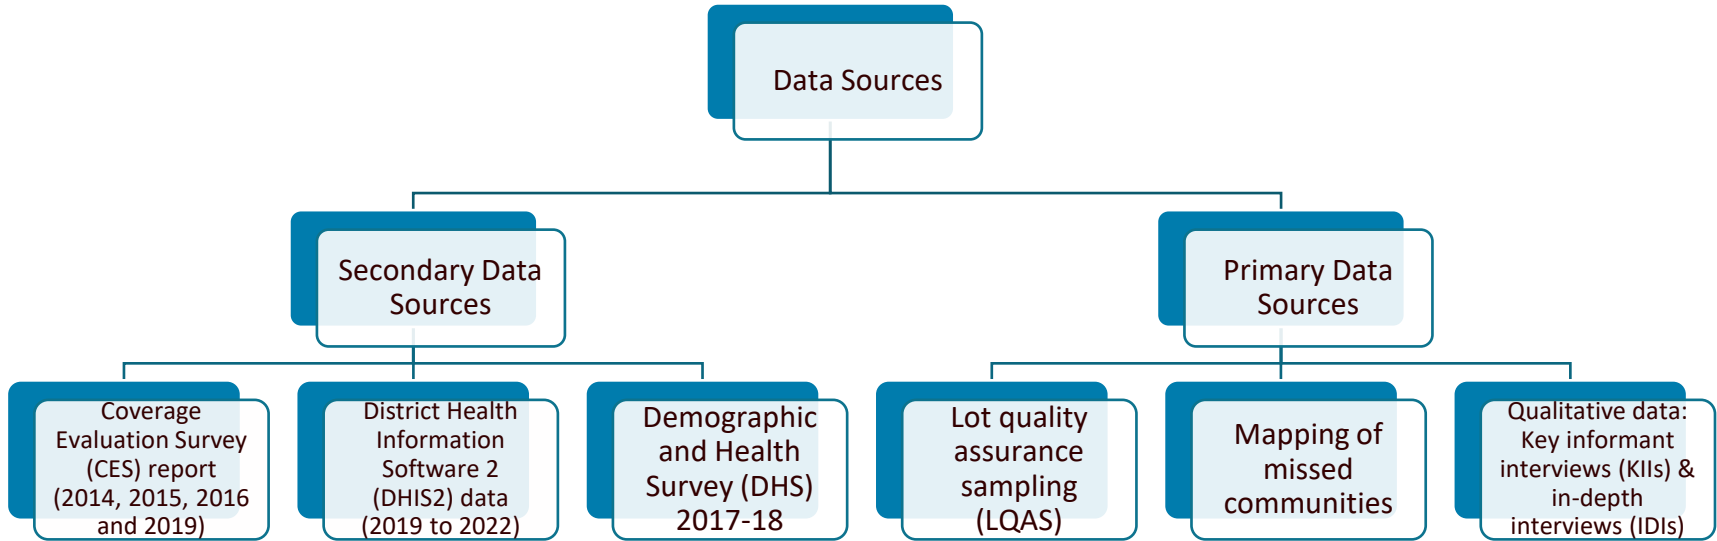 Data Sources
Secondary Data
Sources
Primary Data
Sources
Coverage
Evaluation Survey
(CES) report
(2014, 2015, 2016
and 2019)
District Health
Information
Software 2
(DHIS2) data
(2019 to 2022)
Demographic
and Health
Survey (DHS)
2017-18
Lot quality
assurance
sampling
(LQAS)
Mapping of
missed
communities
Qualitative data:
Key informant
interviews (KIIs) &
in-depth
interviews (IDIs)